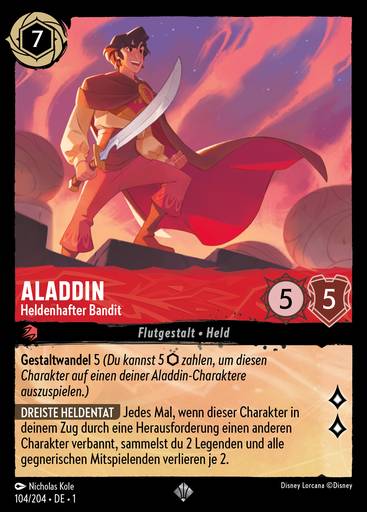 7
ALADDIN
Heldenhafter Bandit
5
5
Flutgestalt • Held
Gestaltwandel 5 (Du kannst 5 zahlen, um diesen
Charakter auf einen deiner Aladdin-Charaktere
auszuspielen.)
DREISTE HELDENTAT Jedes Mal, wenn dieser Charakter in
deinem Zug durch eine Herausforderung einen anderen
Charakter verbannt, sammelst du 2 Legenden und alle
gegnerischen Mitspielenden verlieren je 2.
Nicholas Kole
104/204 • DE • 1
Disney Lorcana ©Disney